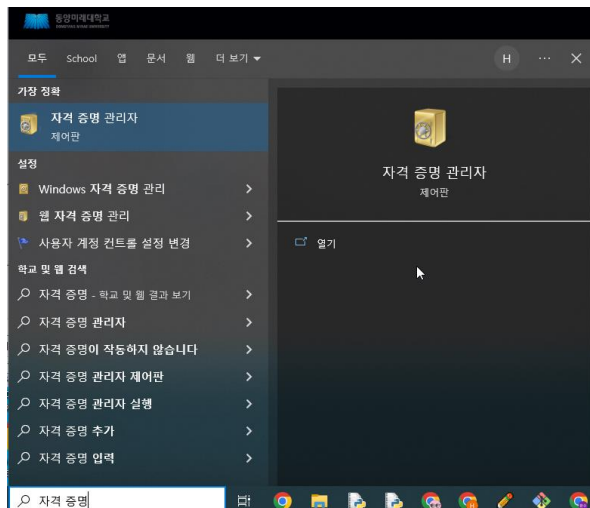 동양미래대학교
모두 School 앱 문서 웹 더 보기
H
가장 정확
자격 증명 관리자
제어판
설정
Windows 자격 증명 관리
웹 자격 증명 관리
사용자 계정 컨트롤 설정 변경
학교 및 웹 검색
자격 증명 - 학교 및 웹 결과 보기
자격 증명 관리자
자격 증명이 작동하지 않습니다
자격 증명 관리자 제어판
자격 증명 관리자 실행
자격 증명 추가
자격 증명 입력
자격 증명
자격 증명 관리자
제어판
열기